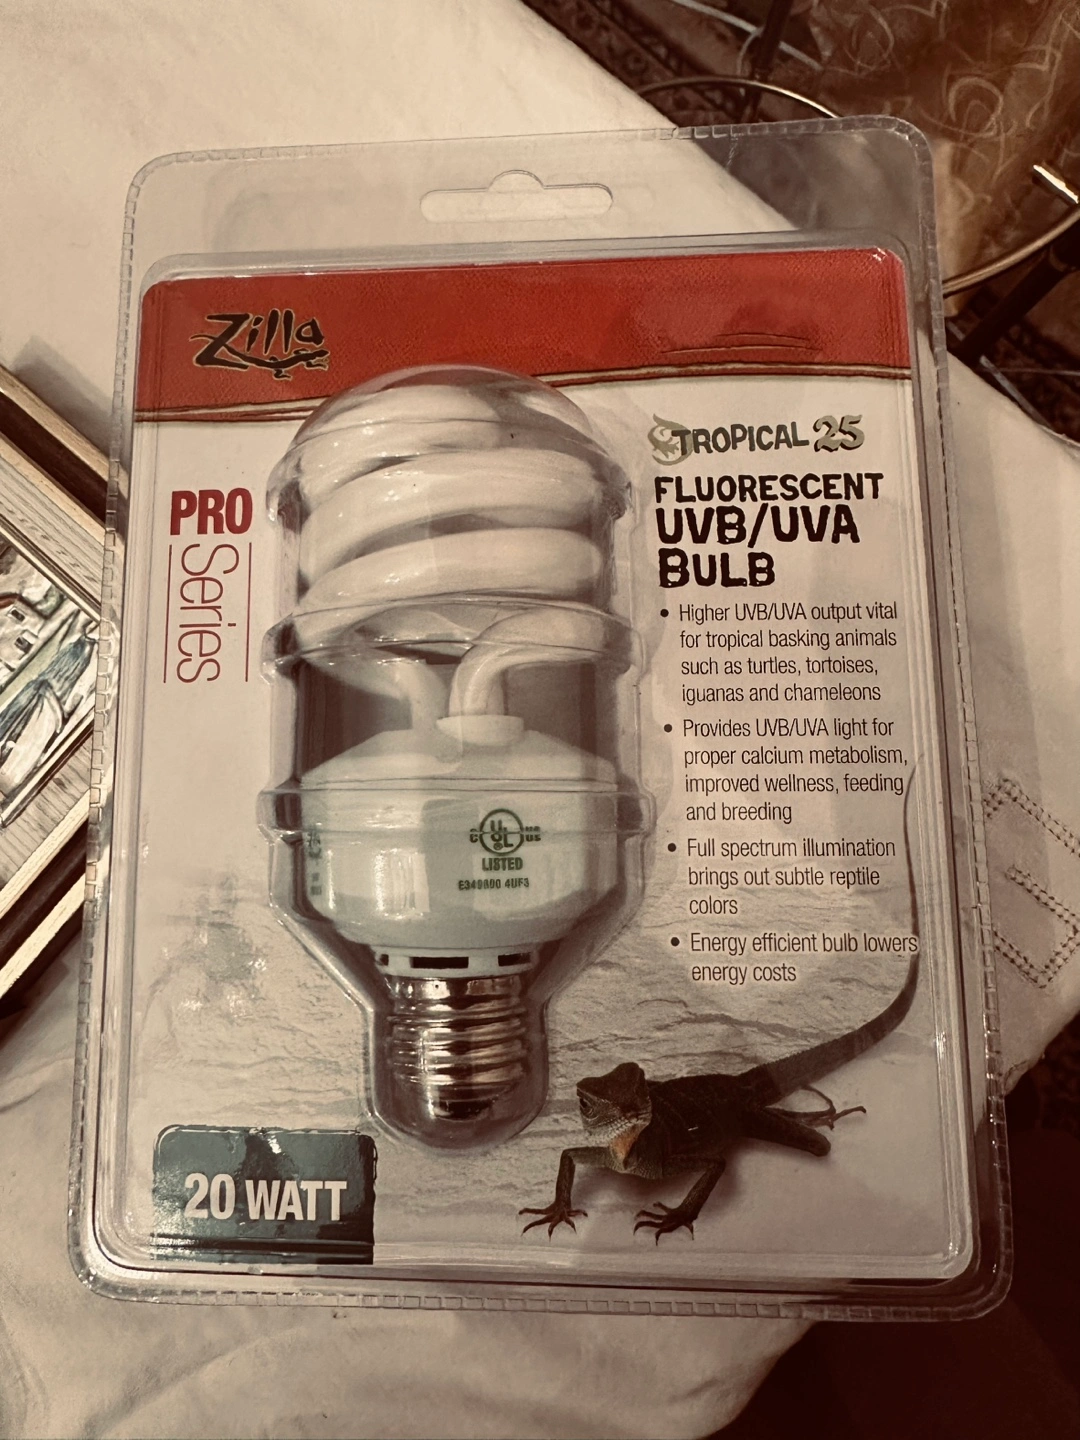 Zilla
TROPICAL 25
FLUORESCENT
UVB/UVA
BULB
PRO
Series
• Higher UVB/UVA output vital
for tropical basking animals
such as turtles, tortoises,
iguanas and chameleons
• Provides UVB/UVA light for
proper calcium metabolism,
improved wellness, feeding
and breeding
• Full spectrum illumination
brings out subtle reptile
colors
• Energy efficient bulb lowers
energy costs
C UL US
LISTED
20 WATT